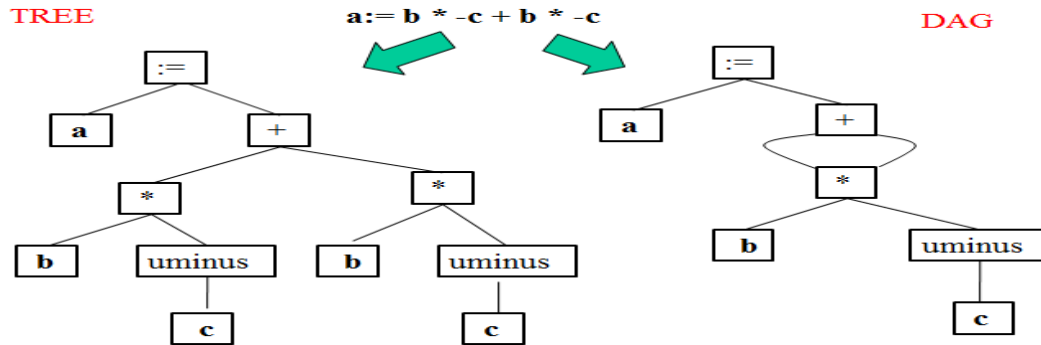 TREE
a:= b * -c + b * -c
DAG
:=
a
+
*
*
b
uminus
b
uminus
c
c
:=
a
+
*
b
uminus
c